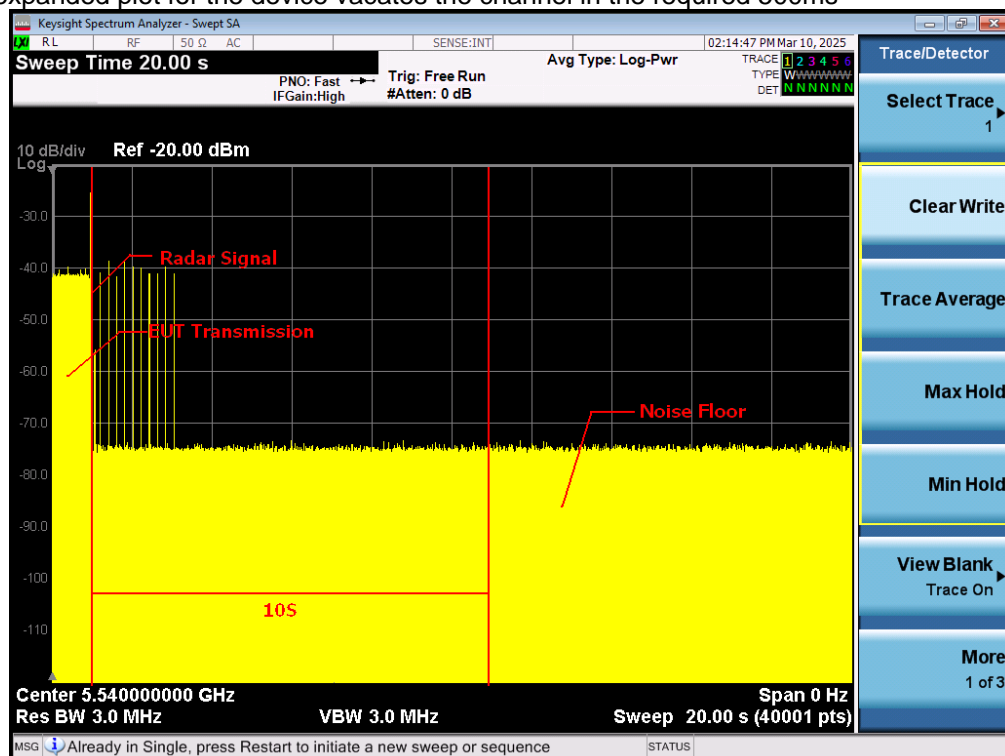 expanded plot for the device vacates the channel in the required 500ms
Keysight Spectrum Analyzer - Swept SA
LXI RL RF 50 Ω AC SENSE:INT 02:14:47 PM Mar 10, 2025
Sweep Time 20.00 s
Avg Type: Log-Pwr
TRACE 1 2 3 4 5 6
PNO: Fast Trig: Free Run
TYPE WWWWWW
IFGain:High #Atten: 0 dB
DET N N N N N N
10 dB/div Ref -20.00 dBm
Log
-30.0
-40.0
Radar Signal
-50.0
EUT Transmission
-60.0
-70.0
Noise Floor
-80.0
-90.0
-100
10S
-110
Center 5.540000000 GHz Span 0 Hz
Res BW 3.0 MHz VBW 3.0 MHz Sweep 20.00 s (40001 pts)
MSG Already in Single, press Restart to initiate a new sweep or sequence STATUS
Trace/Detector
Select Trace
1
Clear Write
Trace Average
Max Hold
Min Hold
View Blank
Trace On
More
1 of 3